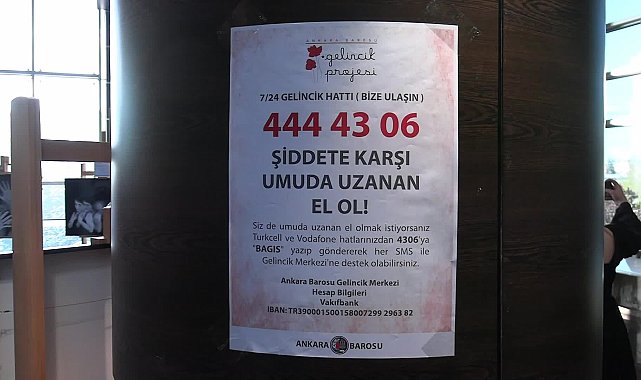 ANKARA BAROSU
gelincik
projesi
7/24 GELİNCİK HATTI ( BİZE ULAŞIN )
444 43 06
ŞİDDETE KARŞI
UMUDA UZANAN
EL OL!
Siz de umuda uzanan el olmak istiyorsanız
Turkcell ve Vodafone hatlarınızdan 4306'ya
"BAGIS" yazıp göndererek her SMS ile
Gelincik Merkezi'ne destek olabilirsiniz.
Ankara Barosu Gelincik Merkezi
Hesap Bilgileri
Vakıfbank
IBAN: TR390001500158007299 2963 82
ANKARA BAROSU